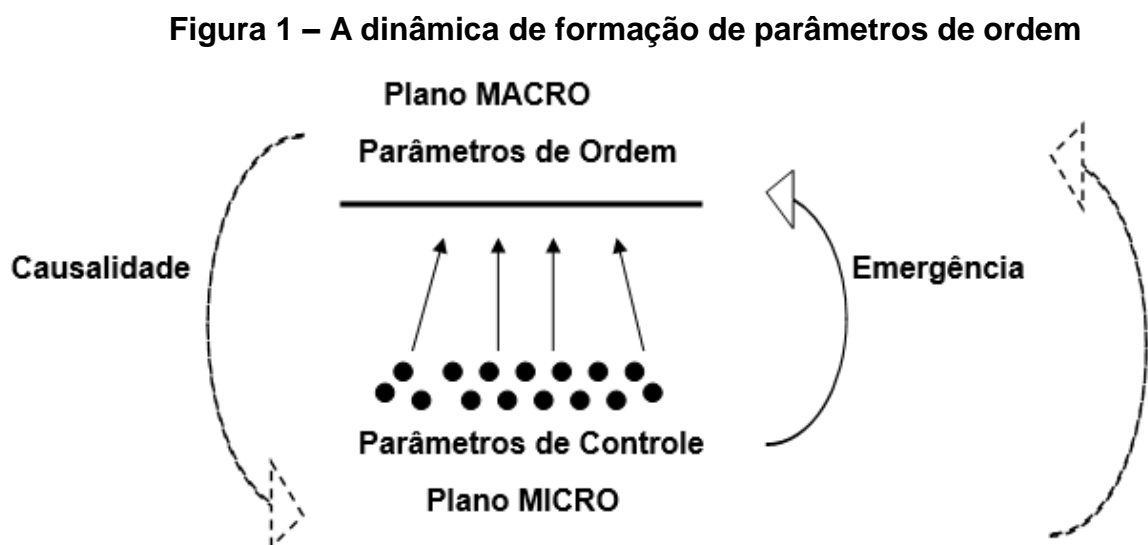 Figura 1 – A dinâmica de formação de parâmetros de ordem
Plano MACRO
Parâmetros de Ordem
Causalidade
Emergência
Parâmetros de Controle
Plano MICRO